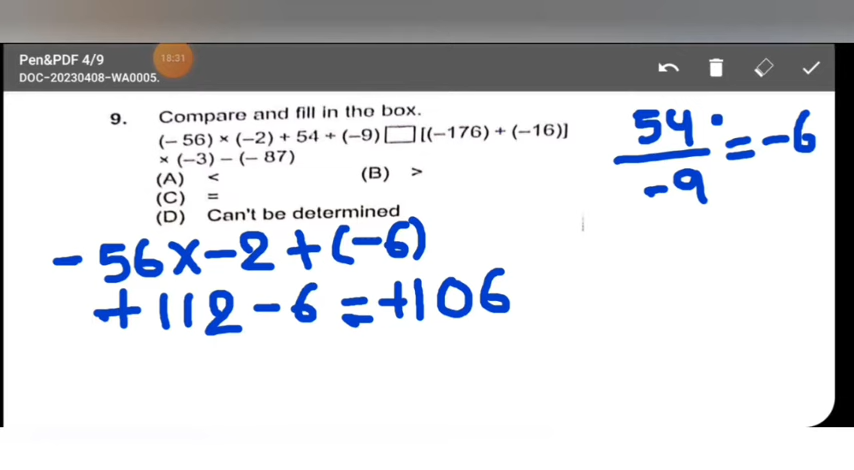 Pen&PDF 4/9
18:31
DOC-20230408-WA0005.
9. Compare and fill in the box.
(– 56) × (–2) + 54 ÷ (–9) □ [(–176) + (–16)]
× (–3) – (– 87)
(A) <
(B) >
(C) =
(D) Can't be determined
54
-9
= -6
- 56 x -2 + (-6)
+ 112 - 6 = +106